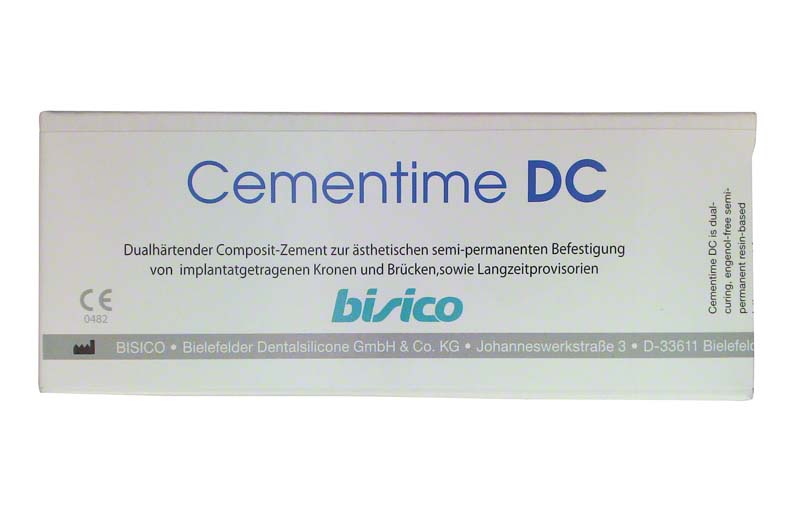 Cementime DC
Dualhärtender Composit-Zement zur ästhetischen semi-permanenten Befestigung
von implantatgetragenen Kronen und Brücken,sowie Langzeitprovisorien
CE
0482
bisico
BISICO • Bielefelder Dentalsilicone GmbH & Co. KG • Johanneswerkstraße 3 • D-33611 Bielefeld
Cementime DC is dual-
curing, engenol-free semi-
permanent resin-based